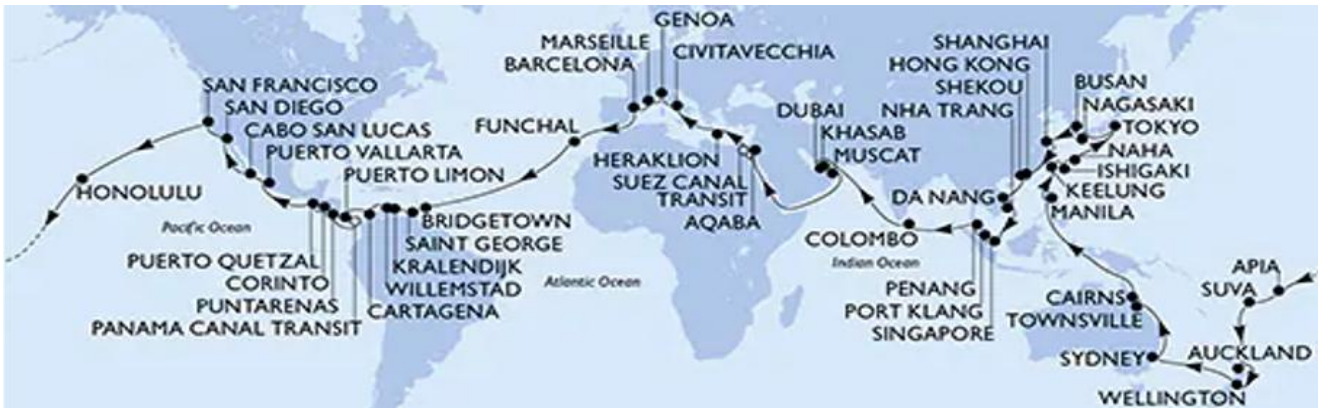 GENOA
MARSEILLE
BARCELONA
CIVITAVECCHIA
SHANGHAI
HONG KONG
SHEKOU
NHA TRANG
BUSAN
NAGASAKI
TOKYO
NAHA
ISHIGAKI
KEELUNG
MANILA
SAN FRANCISCO
SAN DIEGO
CABO SAN LUCAS
PUERTO VALLARTA
PUERTO LIMON
FUNCHAL
HERAKLION
SUEZ CANAL
TRANSIT
AQABA
DUBAI
KHASAB
MUSCAT
DA NANG
HONOLULU
Pacific Ocean
PUERTO QUETZAL
CORINTO
PUNTARENAS
PANAMA CANAL TRANSIT
BRIDGETOWN
SAINT GEORGE
KRALENDIJK
WILLEMSTAD
CARTAGENA
Atlantic Ocean
COLOMBO
Indian Ocean
PENANG
PORT KLANG
SINGAPORE
CAIRNS
TOWNSVILLE
SYDNEY
APIA
SUVA
AUCKLAND
WELLINGTON